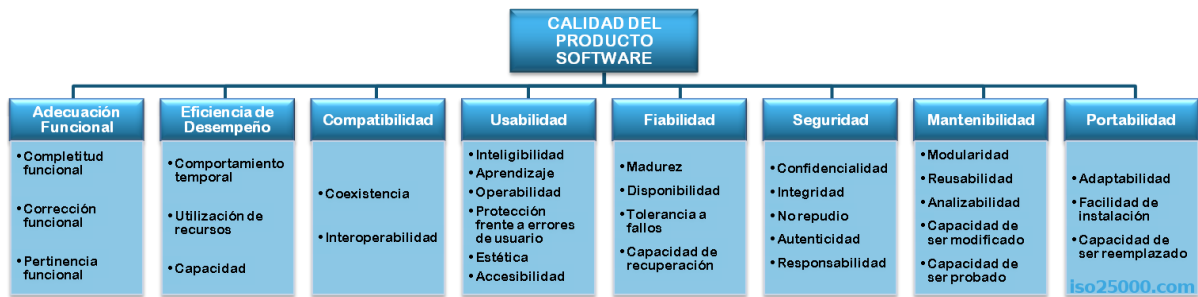 CALIDAD DEL
PRODUCTO
SOFTWARE
Adecuación
Funcional
• Completitud
funcional
• Corrección
funcional
• Pertinencia
funcional
Eficiencia de
Desempeño
• Comportamiento
temporal
• Utilización de
recursos
• Capacidad
Compatibilidad
• Coexistencia
• Interoperabilidad
Usabilidad
• Inteligibilidad
• Aprendizaje
• Operabilidad
• Protección
frente a errores
de usuario
• Estética
• Accesibilidad
Fiabilidad
• Madurez
• Disponibilidad
• Tolerancia a
fallos
• Capacidad de
recuperación
Seguridad
• Confidencialidad
• Integridad
• No repudio
• Autenticidad
• Responsabilidad
Mantenibilidad
• Modularidad
• Reusabilidad
• Analizabilidad
• Capacidad de
ser modificado
• Capacidad de
ser probado
Portabilidad
• Adaptabilidad
• Facilidad de
instalación
• Capacidad de
ser reemplazado
iso25000.com